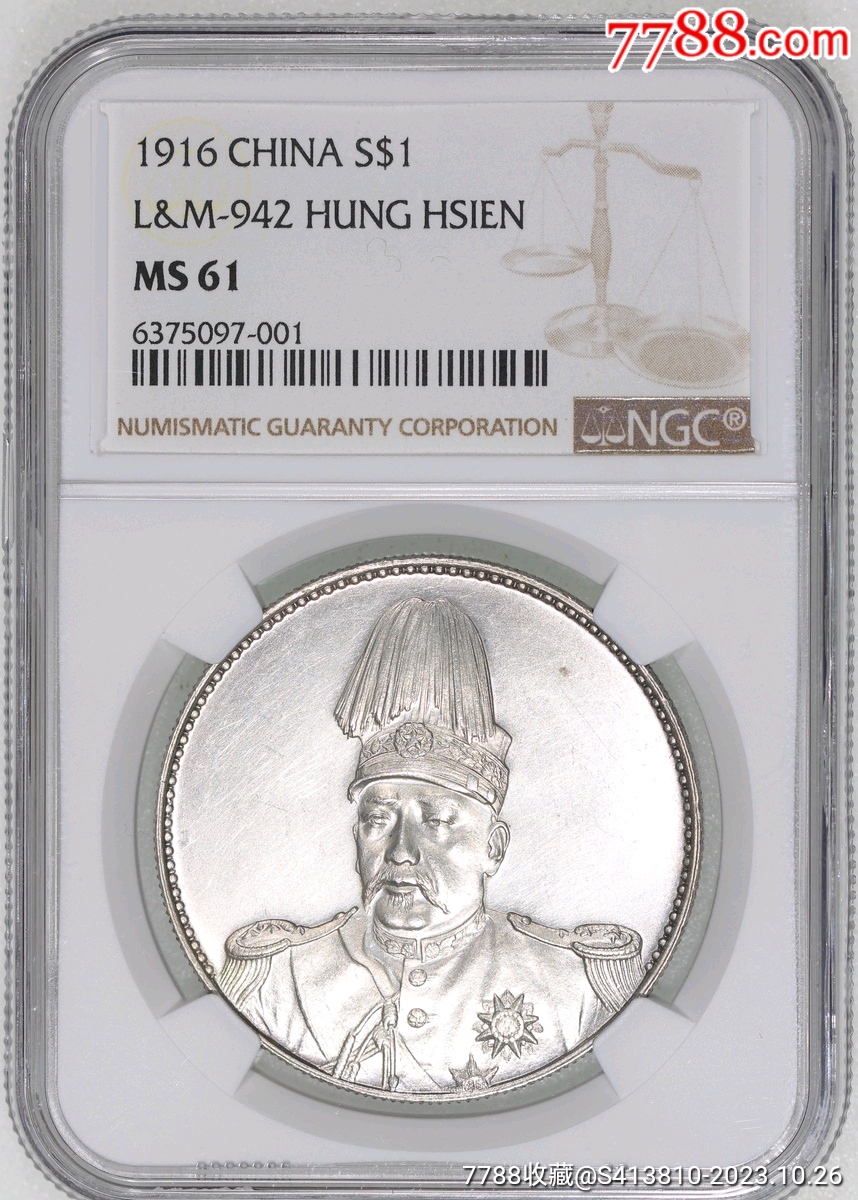 7788.com
1916 CHINA S$1
L&M-942 HUNG HSIEN
MS 61
6375097-001
NUMISMATIC GUARANTY CORPORATION
NGC®
7788收藏@S413810-2023.10.26